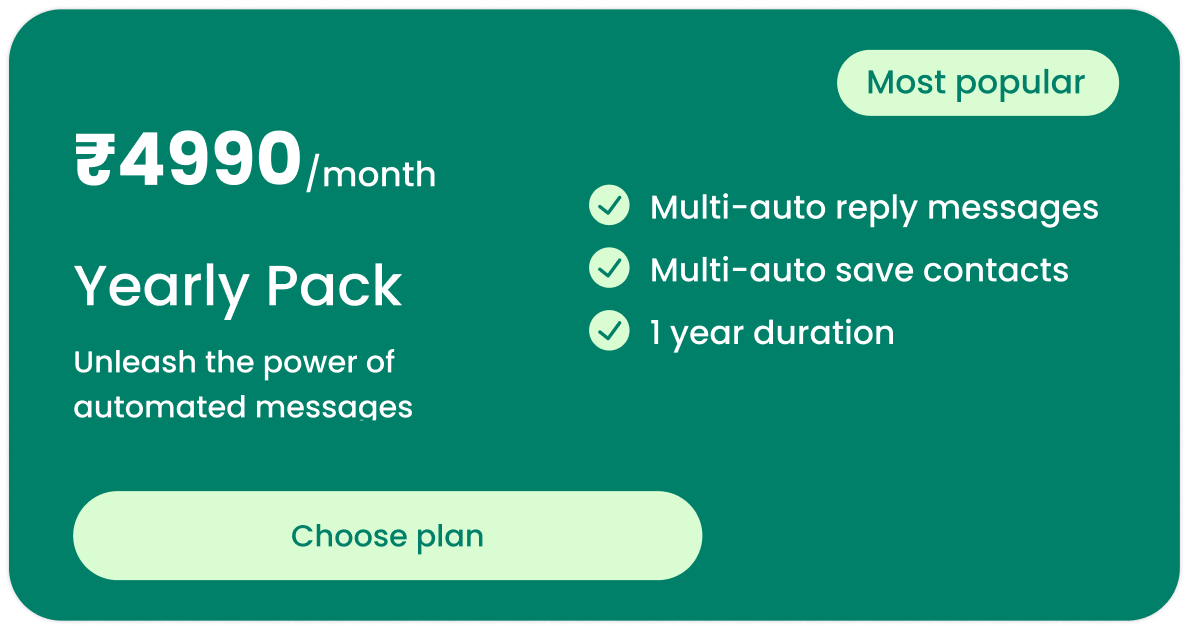 Most popular
₹4990/month
Yearly Pack
Unleash the power of
automated messages
Multi-auto reply messages
Multi-auto save contacts
1 year duration
Choose plan